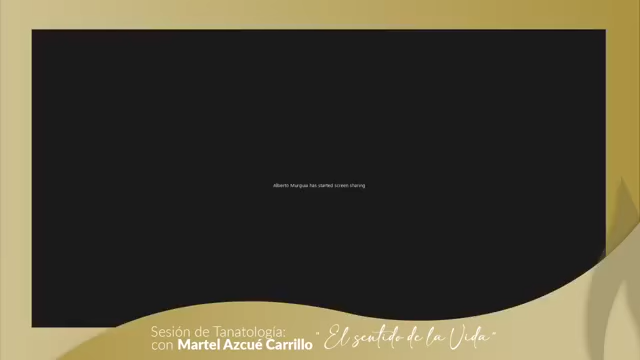 Alberto Murguia has started screen sharing
Sesión de Tanatología:
con Martel Azcué Carrillo
"El sentido de la Vida"